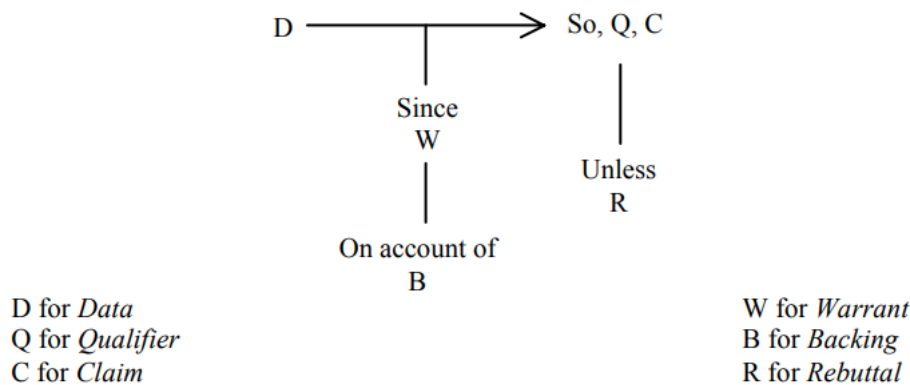 D
So, Q, C
Since
W
Unless
R
On account of
B
D for Data
Q for Qualifier
C for Claim
W for Warrant
B for Backing
R for Rebuttal